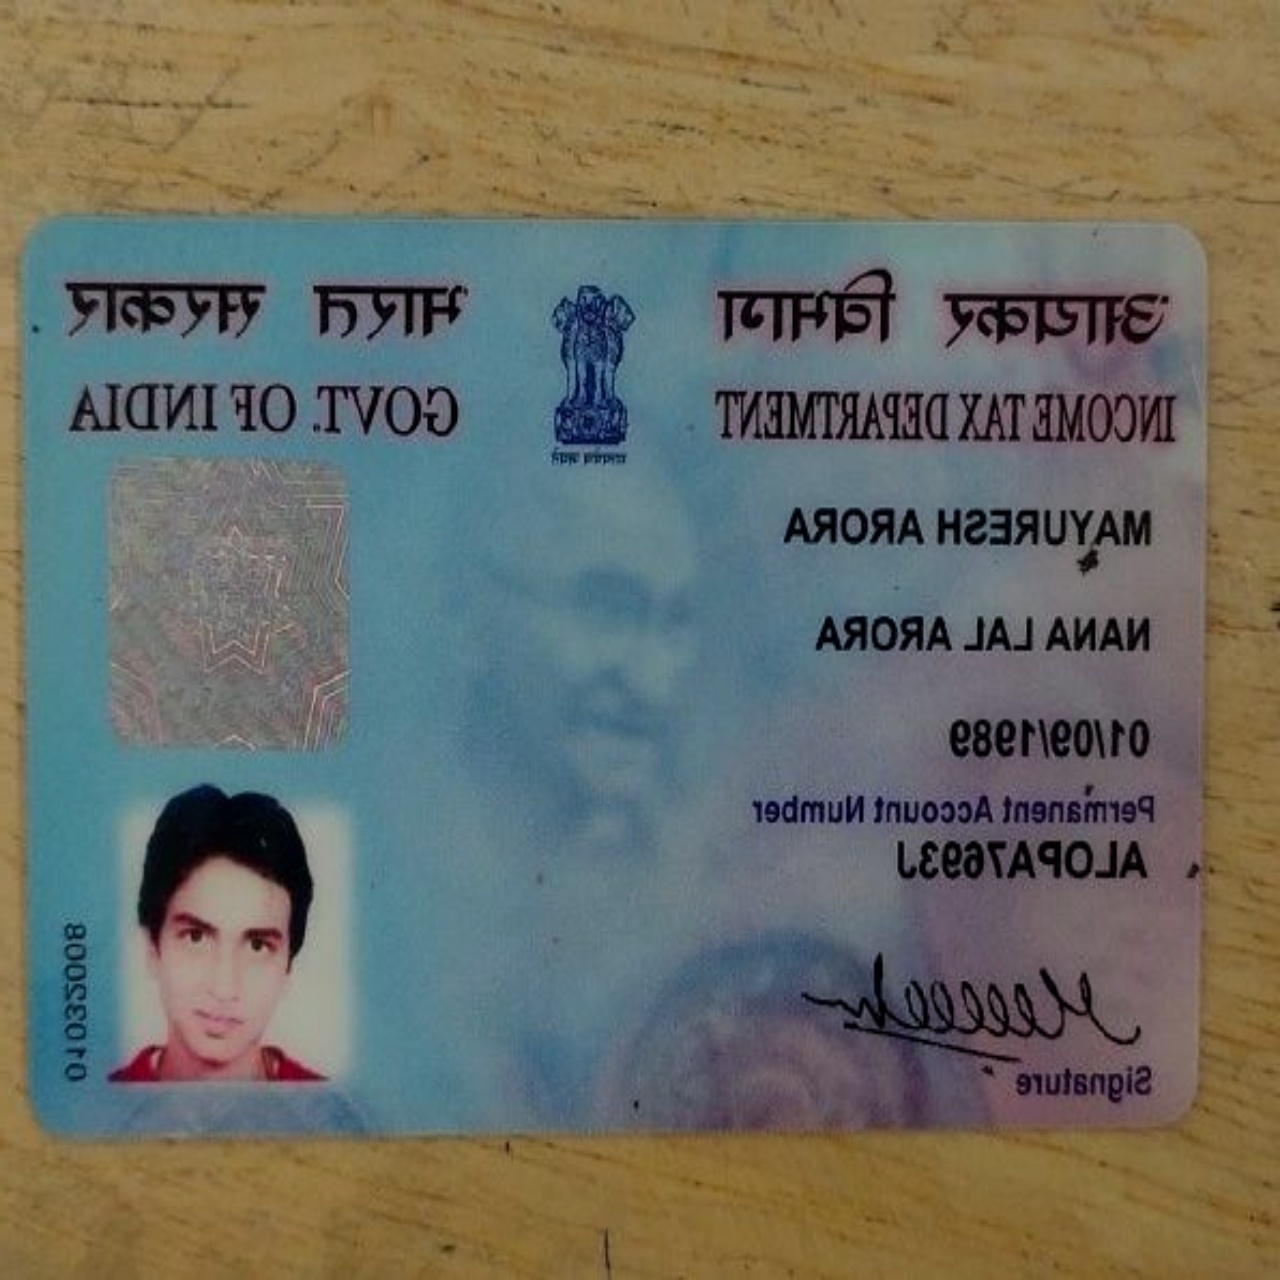 आयकर विभाग
INCOME TAX DEPARTMENT
भारत सरकार
GOVT. OF INDIA
सत्यमेव जयते
MAYURESH ARORA
NANA LAL ARORA
01/09/1989
Permanent Account Number
ALOPA7693J
Signature
01032008